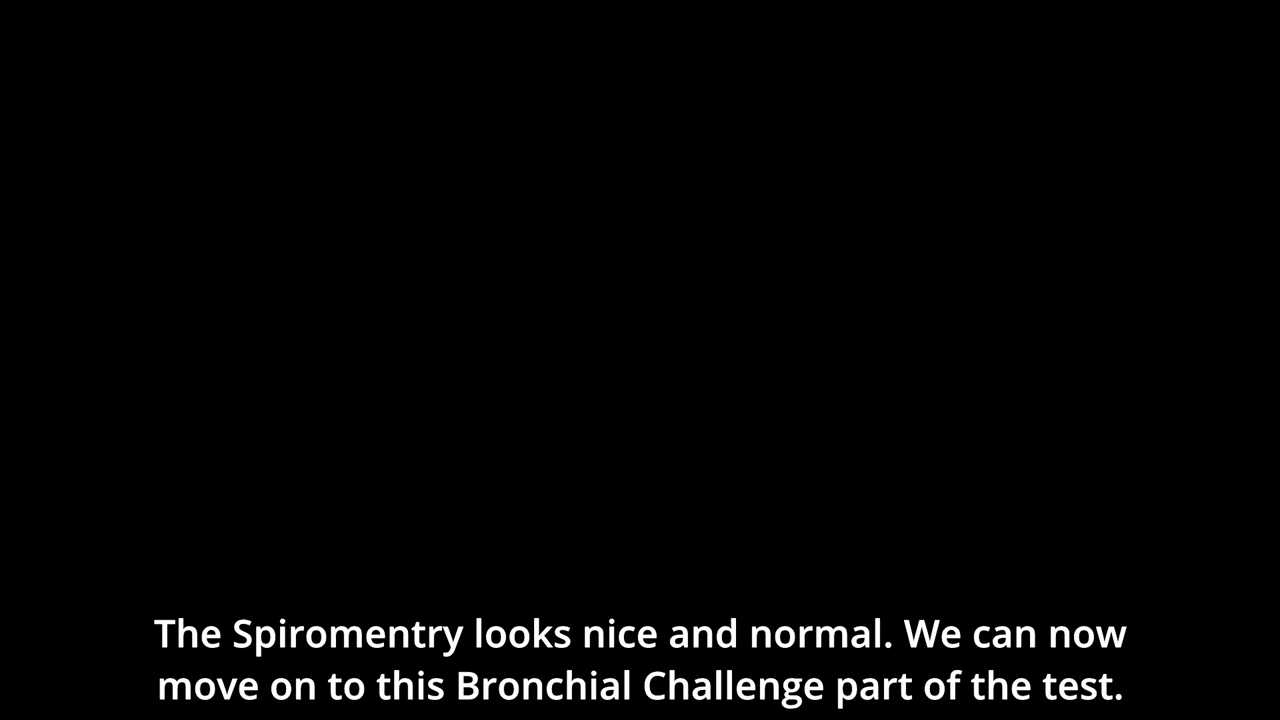 The Spiromentry looks nice and normal. We can now
move on to this Bronchial Challenge part of the test.